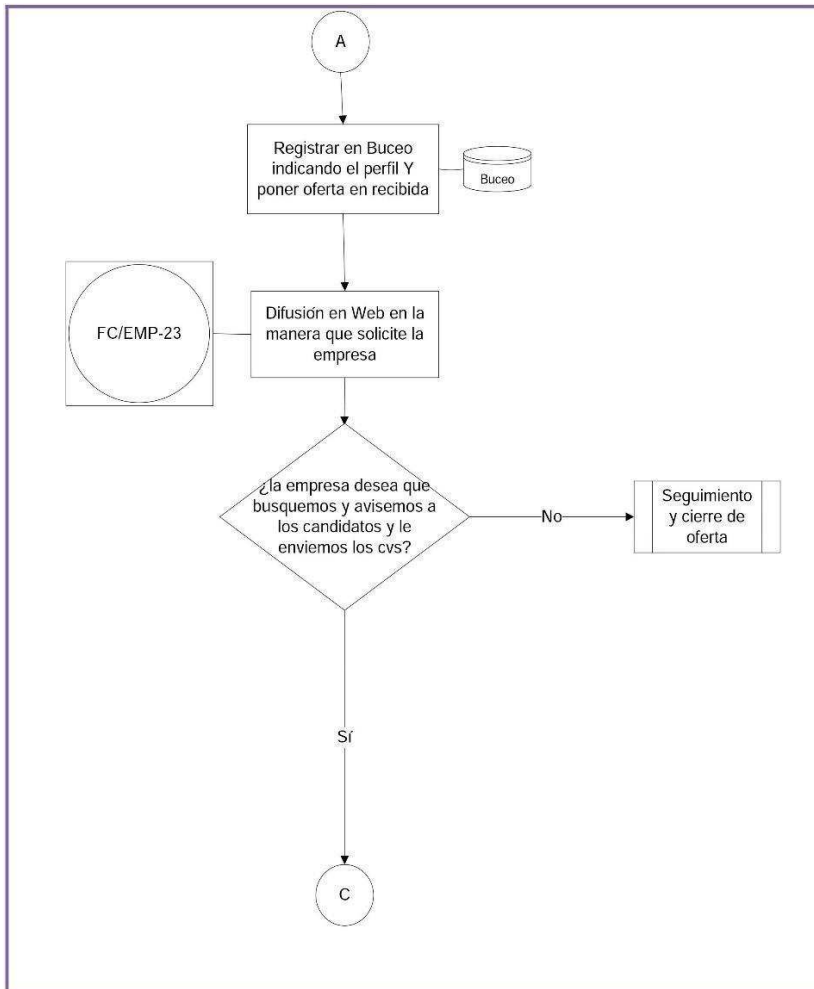 A
Registrar en Buceo
indicando el perfil Y
poner oferta en recibida
Buceo
FC/EMP-23
Difusión en Web en la
manera que solicite la
empresa
¿la empresa desea que
busquemos y avisemos a
los candidatos y le
enviemos los cvs?
No
Seguimiento
y cierre de
oferta
Sí
C